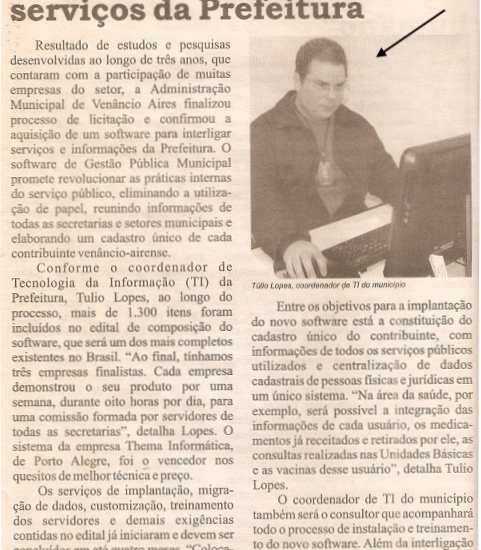 serviços da Prefeitura
Resultado de estudos e pesquisas
desenvolvidas ao longo de três anos, que
contaram com a participação de muitas
empresas do setor, a Administração
Municipal de Venâncio Aires finalizou
processo de licitação e confirmou a
aquisição de um software para interligar
serviços e informações da Prefeitura. O
software de Gestão Pública Municipal
promete revolucionar as práticas internas
do serviço público, eliminando a utiliza-
ção de papel, reunindo informações de
todas as secretarias e setores municipais e
elaborando um cadastro único de cada
contribuinte venâncio-airense.
Conforme o coordenador de
Tecnologia da Informação (TI) da
Prefeitura, Tulio Lopes, ao longo do
processo, mais de 1.300 itens foram
incluídos no edital de composição do
software, que será um dos mais completos
existentes no Brasil. “Ao final, tínhamos
três empresas finalistas. Cada empresa
demonstrou o seu produto por uma
semana, durante oito horas por dia, para
uma comissão formada por servidores de
todas as secretarias”, detalha Lopes. O
sistema da empresa Thema Informática,
de Porto Alegre, foi o vencedor nos
quesitos de melhor técnica e preço.
Os serviços de implantação, migra-
ção de dados, customização, treinamento
dos servidores e demais exigências
contidas no edital já iniciaram e devem ser
concluídos em até quatro meses. “Coloca-
Túlio Lopes, coordenador de TI do município
Entre os objetivos para a implantação
do novo software está a constituição do
cadastro único do contribuinte, com
informações de todos os serviços públicos
utilizados e centralização de dados
cadastrais de pessoas físicas e jurídicas em
um único sistema. “Na área da saúde, por
exemplo, será possível a integração das
informações de cada usuário, os medica-
mentos já receitados e retirados por ele, as
consultas realizadas nas Unidades Básicas
e as vacinas desse usuário”, detalha Tulio
Lopes.
O coordenador de TI do município
também será o consultor que acompanhará
todo o processo de instalação e treinamen-
to do novo software. Além da interligação